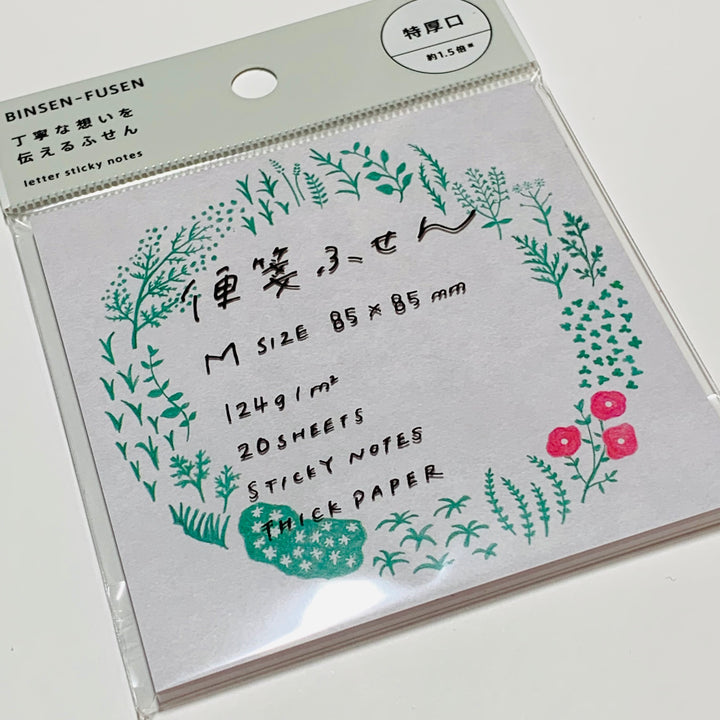 BINSEN-FUSEN
丁寧な想いを
伝えるふせん
letter sticky notes
特厚口
約1.5倍※
便箋ふせん
M SIZE 85×85mm
124g/m²
20SHEETS
STICKY NOTES
THICK PAPER